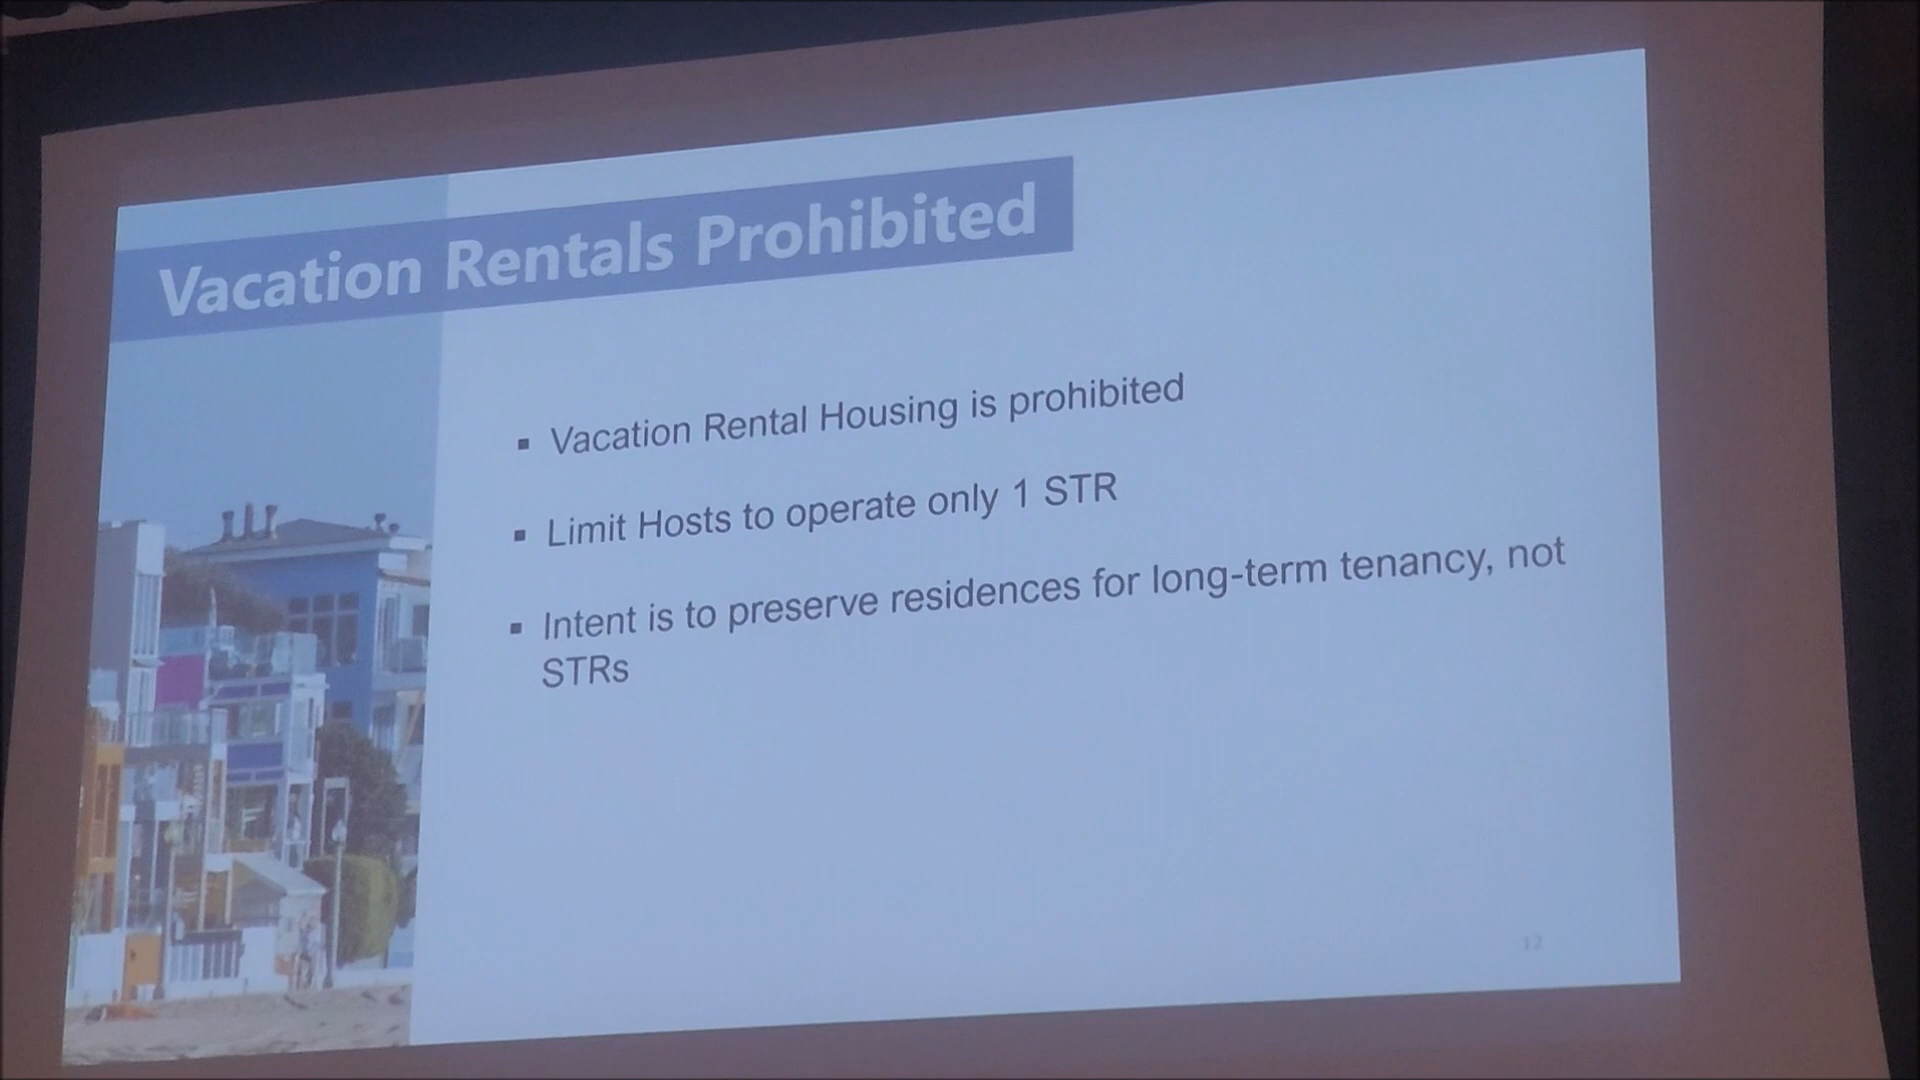 Vacation Rentals Prohibited
▪ Vacation Rental Housing is prohibited
▪ Limit Hosts to operate only 1 STR
▪ Intent is to preserve residences for long-term tenancy, not
STRs
12